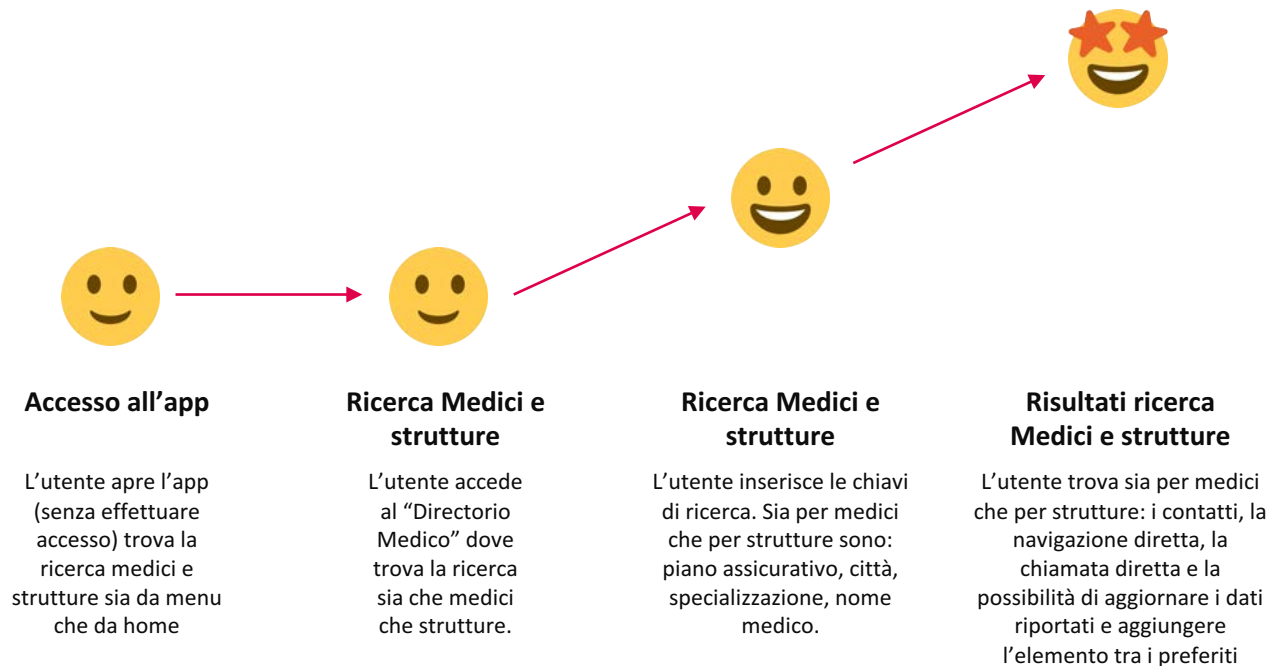 Accesso all’app
L’utente apre l’app
(senza effettuare
accesso) trova la
ricerca medici e
strutture sia da menu
che da home
Ricerca Medici e
strutture
L’utente accede
al “Directorio
Medico” dove
trova la ricerca
sia che medici
che strutture.
Ricerca Medici e
strutture
L’utente inserisce le chiavi
di ricerca. Sia per medici
che per strutture sono:
piano assicurativo, città,
specializzazione, nome
medico.
Risultati ricerca
Medici e strutture
L’utente trova sia per medici
che per strutture: i contatti, la
navigazione diretta, la
chiamata diretta e la
possibilità di aggiornare i dati
riportati e aggiungere
l’elemento tra i preferiti